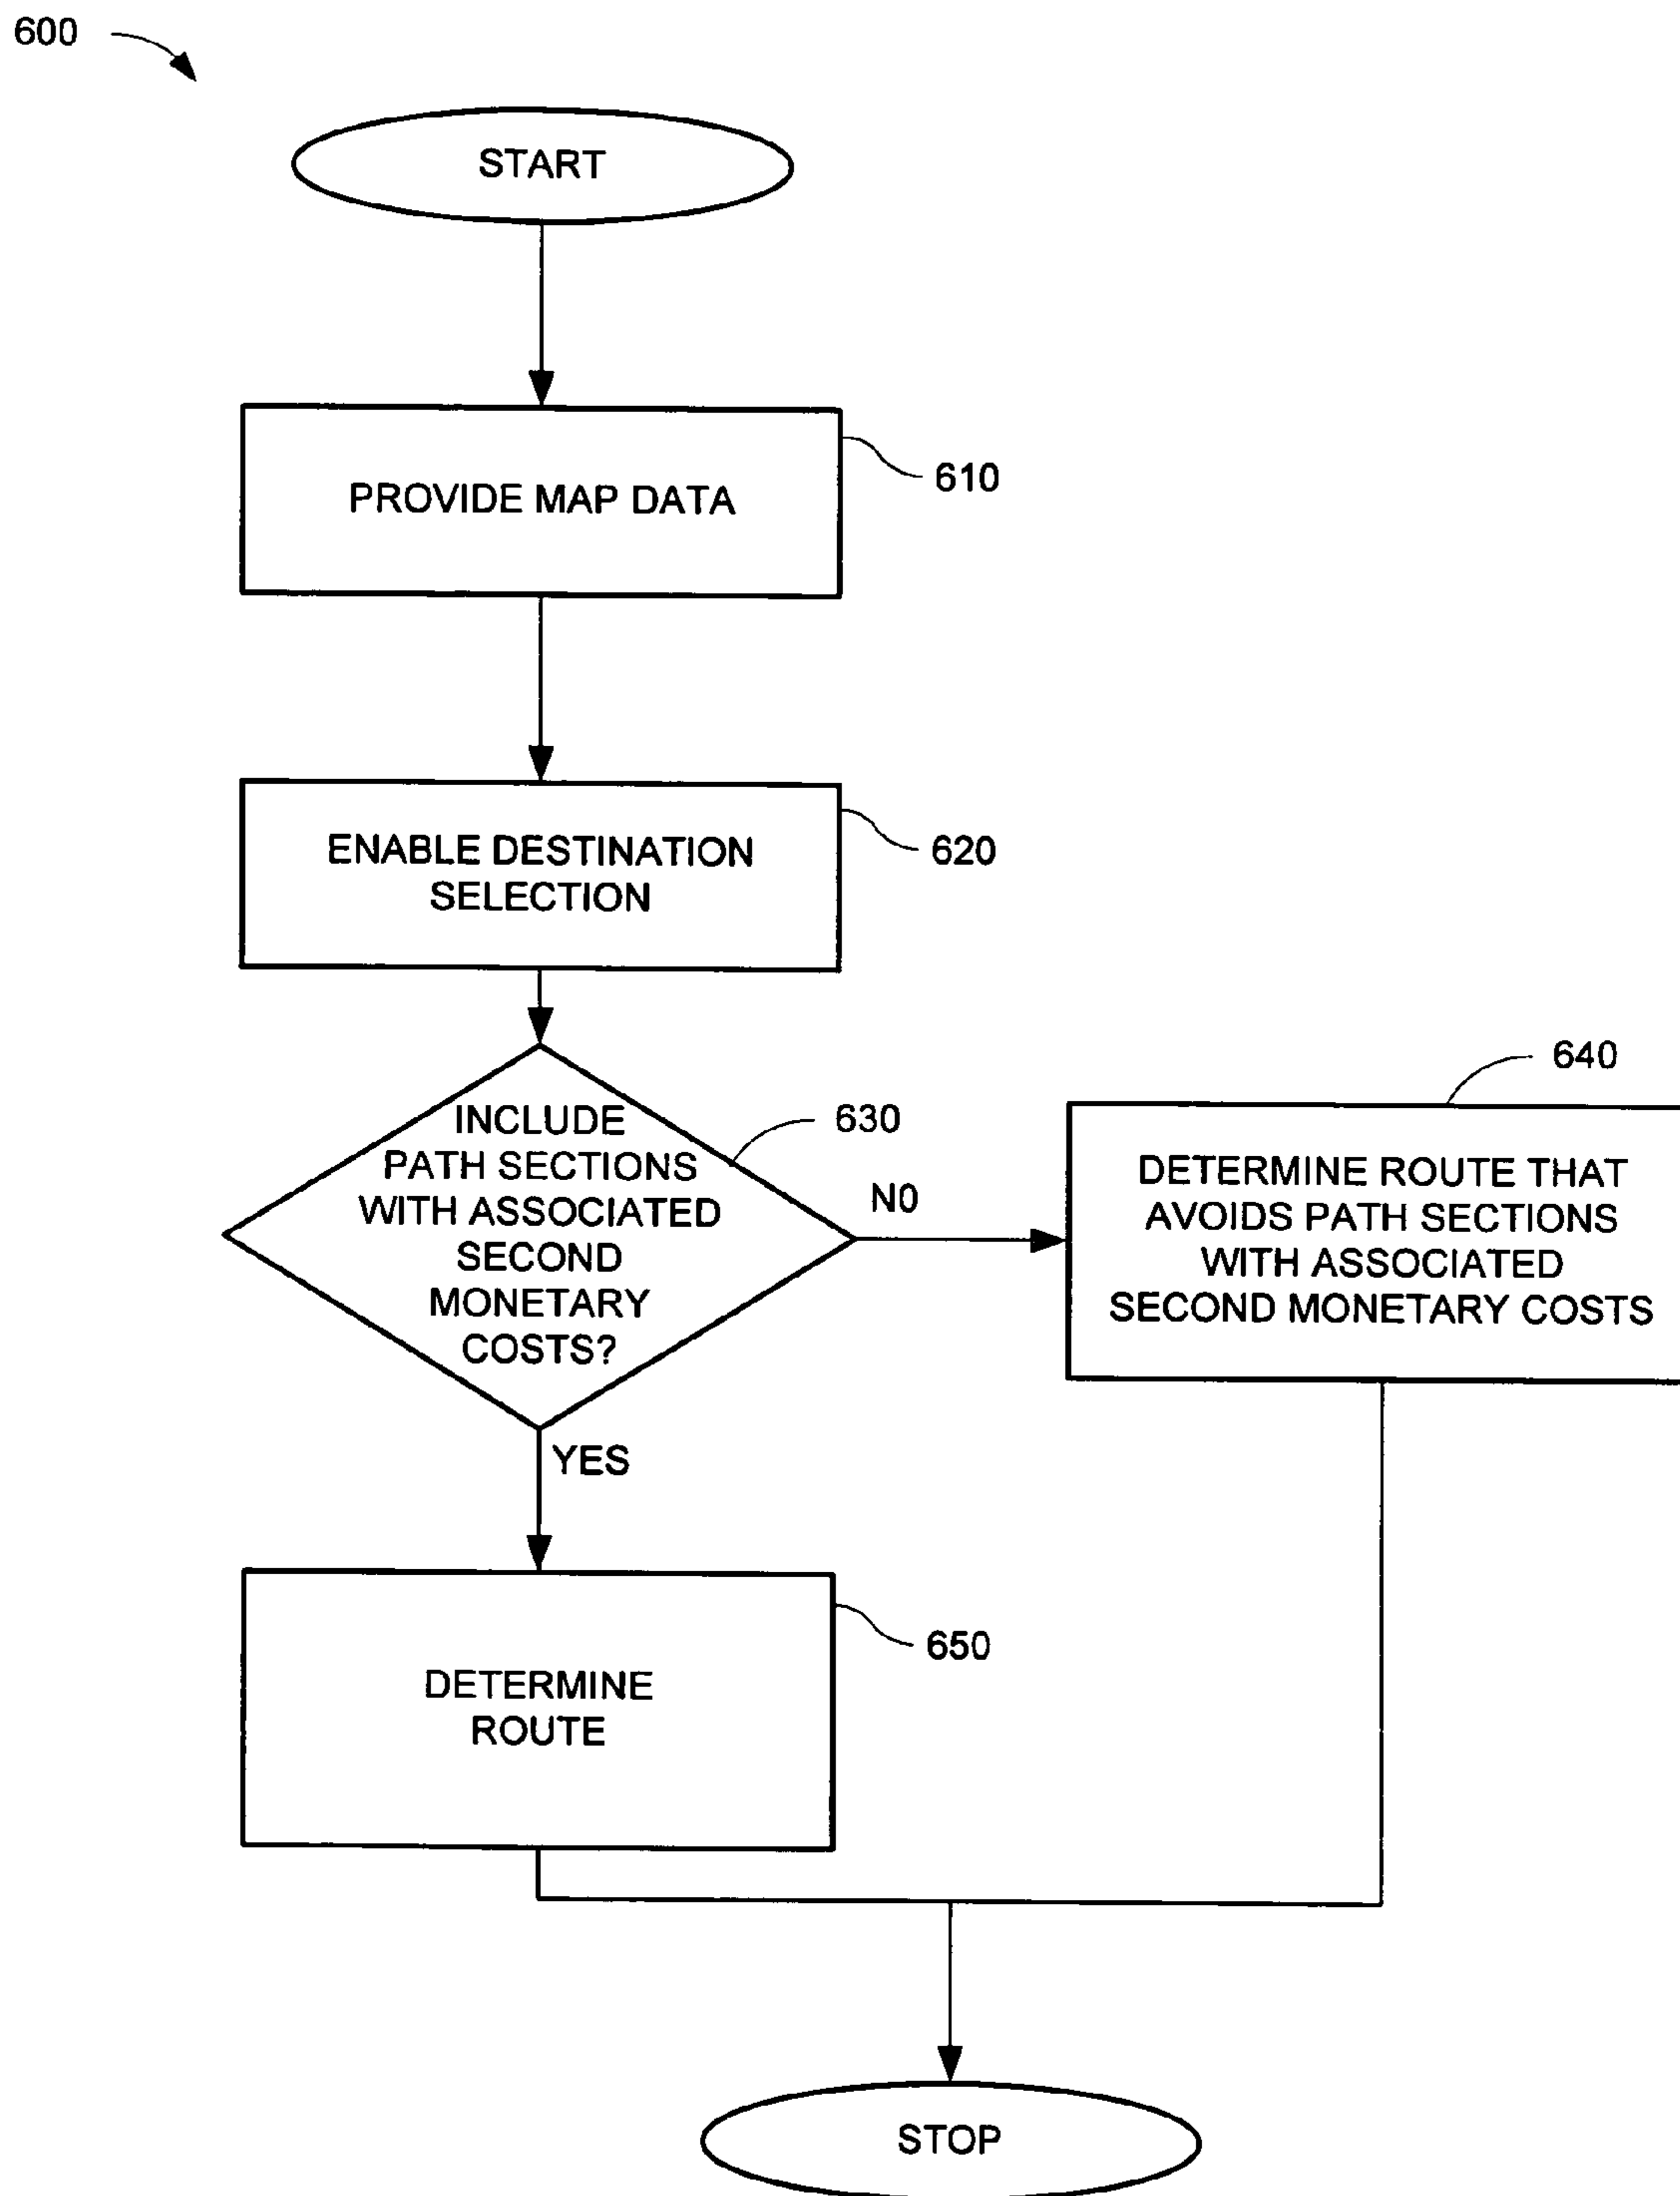 600
START
PROVIDE MAP DATA
610
ENABLE DESTINATION
SELECTION
620
INCLUDE
PATH SECTIONS
WITH ASSOCIATED
SECOND
MONETARY
COSTS?
630
NO
640
DETERMINE ROUTE THAT
AVOIDS PATH SECTIONS
WITH ASSOCIATED
SECOND MONETARY COSTS
YES
DETERMINE
ROUTE
650
STOP